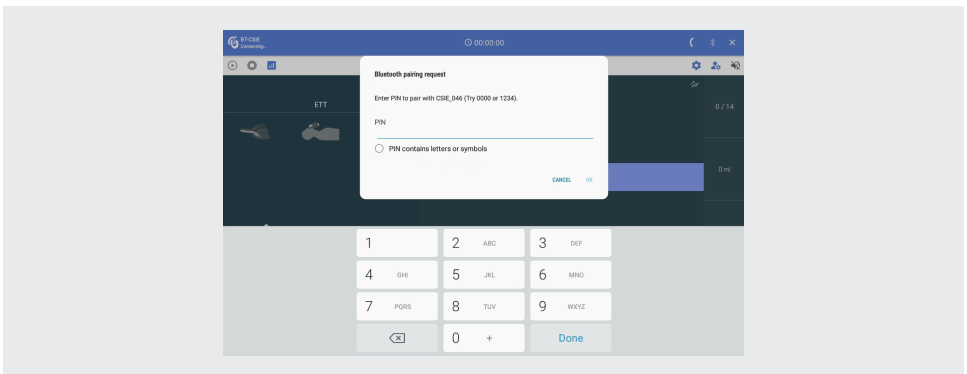 BT-CSIE
Connecting..
00:00:00
ETT
0 / 14
0 ml
Bluetooth pairing request
Enter PIN to pair with CSIE_046 (Try 0000 or 1234).
PIN
PIN contains letters or symbols
CANCEL OK
1 2 ABC 3 DEF
4 GHI 5 JKL 6 MNO
7 PQRS 8 TUV 9 WXYZ
0 + Done